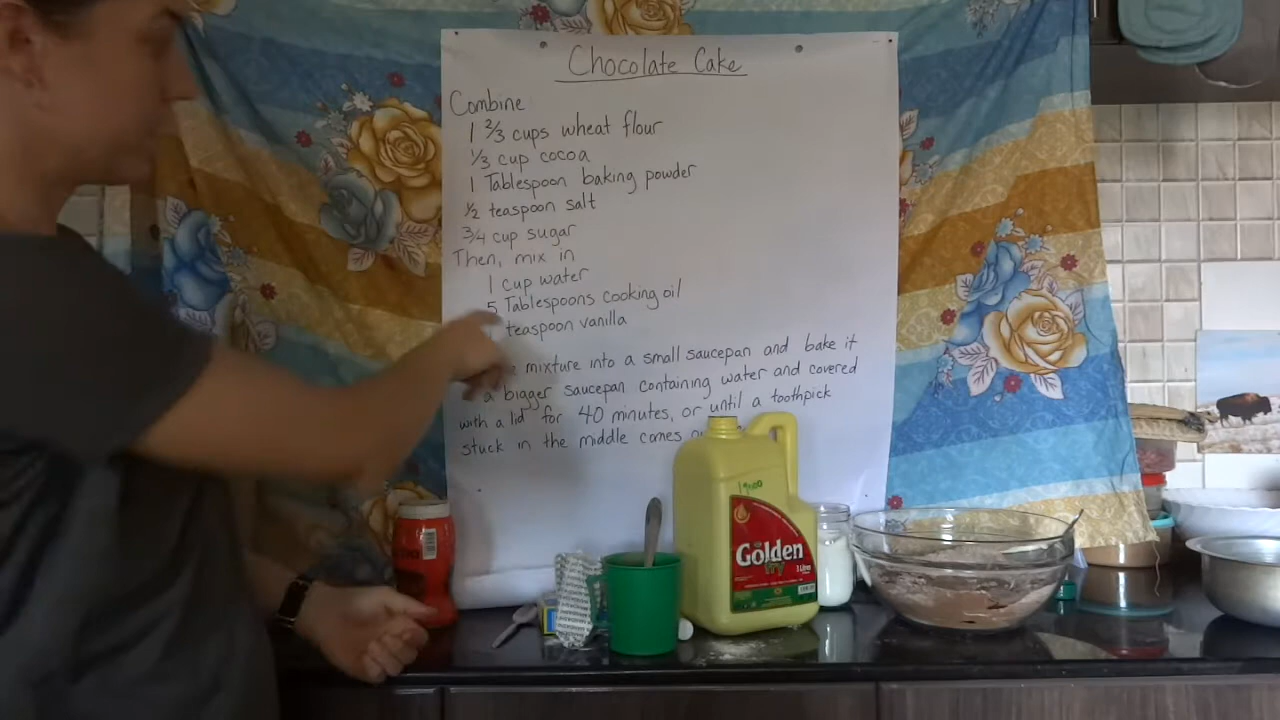 Chocolate Cake
Combine
1 2/3 cups wheat flour
1/3 cup cocoa
1 Tablespoon baking powder
1/2 teaspoon salt
3/4 cup sugar
Then, mix in
1 cup water
5 Tablespoons cooking oil
teaspoon vanilla
mixture into a small saucepan and bake it
a bigger saucepan containing water and covered
with a lid for 40 minutes, or until a toothpick
stuck in the middle comes
Golden
Fry